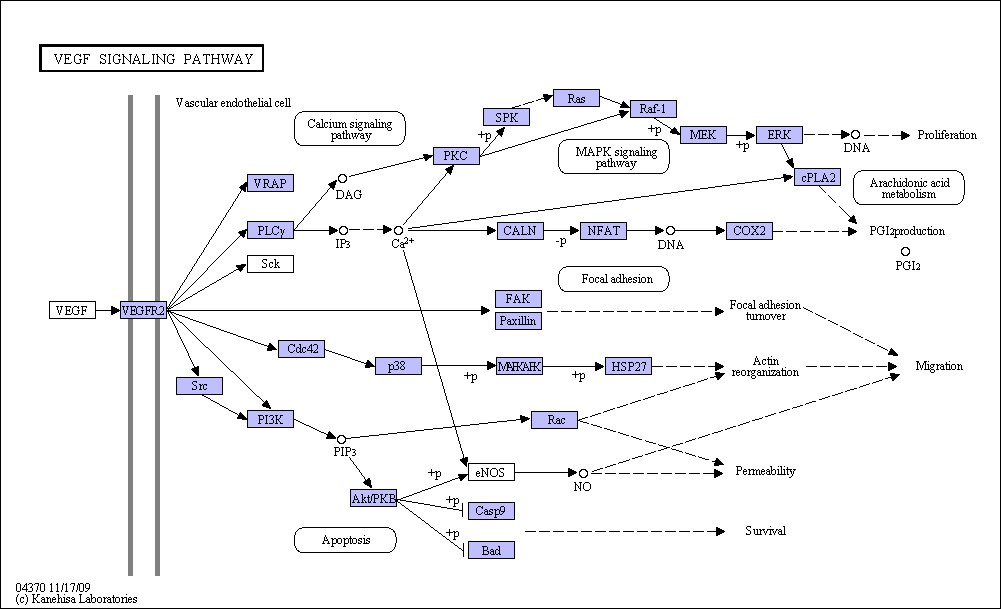 VEGF SIGNALING PATHWAY
Vascular endothelial cell
Calcium signaling
pathway
SPK
Ras
Raf-1
+p
+p
MEK
+p
ERK
DNA
Proliferation
MAPK signaling
pathway
PKC
VRAP
DAG
cPLA2
Arachidonic acid
metabolism
PLCγ
IP3
Ca2+
CALN
-p
NFAT
DNA
COX2
PGI2production
PGI2
Sck
Focal adhesion
VEGF
VEGFR2
FAK
Paxillin
Focal adhesion
turnover
Cdc42
p38
+p
MAPKAPK
+p
HSP27
Actin
reorganization
Migration
Src
PI3K
Rac
PIP3
+p
eNOS
NO
Permeability
Akt/PKB
+p
Casp9
+p
Bad
Survival
Apoptosis
04370 11/17/09
(c) Kanehisa Laboratories